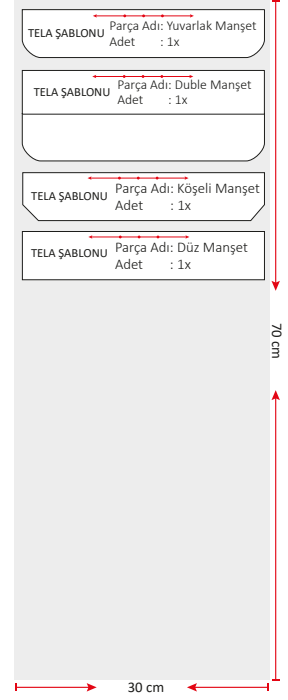 TELA ŞABLONU Parça Adı: Yuvarlak Manşet
Adet : 1x
TELA ŞABLONU Parça Adı: Duble Manşet
Adet : 1x
TELA ŞABLONU Parça Adı: Köşeli Manşet
Adet : 1x
TELA ŞABLONU Parça Adı: Düz Manşet
Adet : 1x
70 cm
30 cm